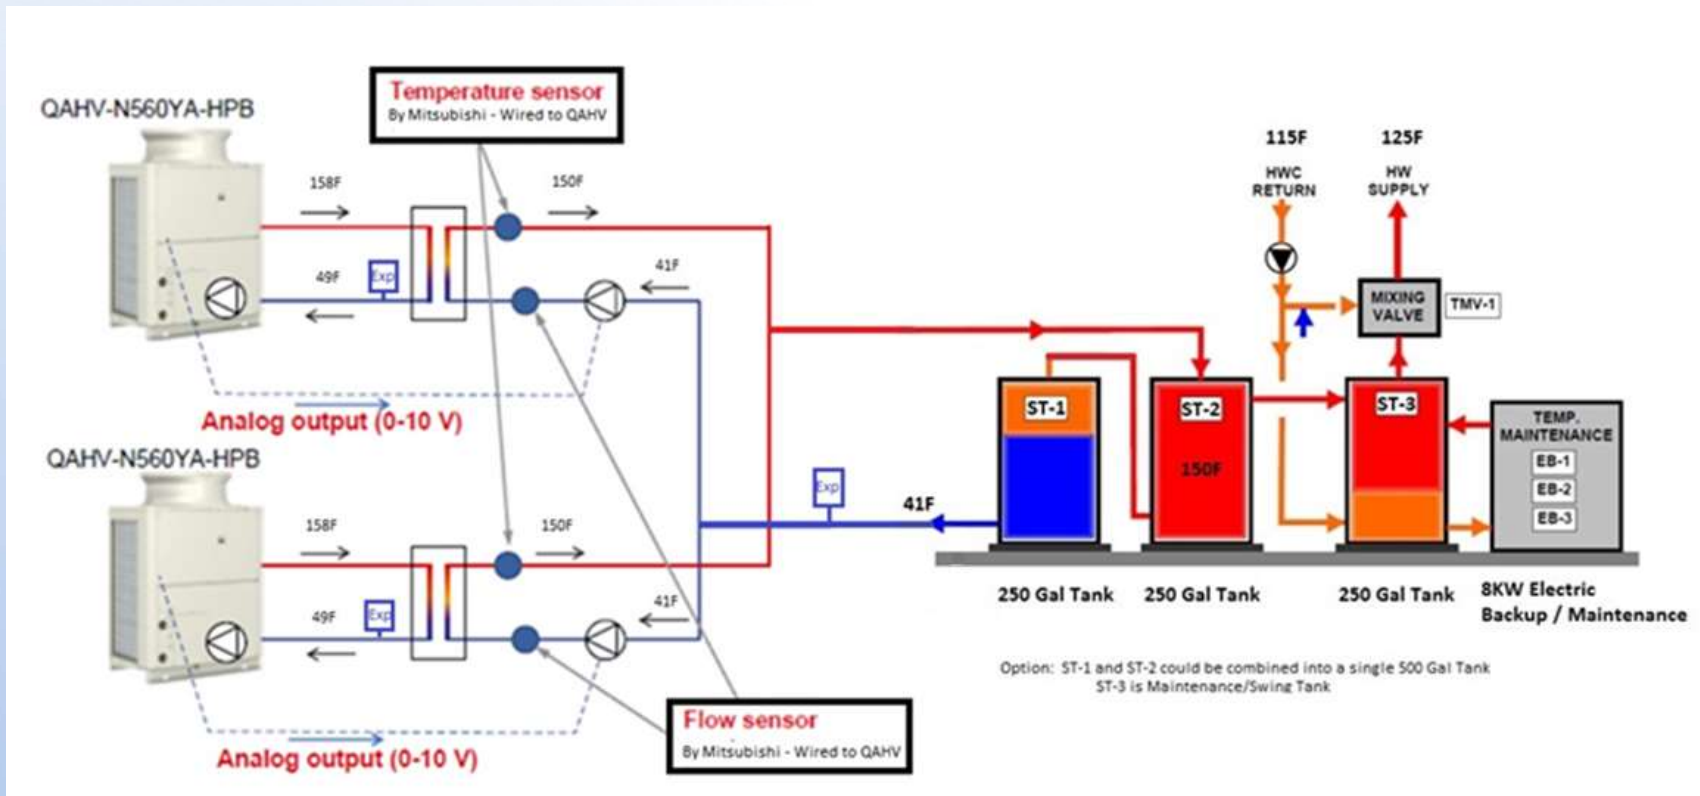 QAHV-N560YA-HPB
Temperature sensor
By Mitsubishi - Wired to QAHV
158F
150F
49F
Exp
41F
Analog output (0-10 V)
QAHV-N560YA-HPB
158F
150F
49F
Exp
41F
Analog output (0-10 V)
Flow sensor
By Mitsubishi - Wired to QAHV
Exp
41F
115F
HWC
RETURN
125F
HW
SUPPLY
MIXING
VALVE
TMV-1
ST-1
ST-2
150F
ST-3
TEMP.
MAINTENANCE
EB-1
EB-2
EB-3
250 Gal Tank
250 Gal Tank
250 Gal Tank
8KW Electric
Backup / Maintenance
Option: ST-1 and ST-2 could be combined into a single 500 Gal Tank
ST-3 is Maintenance/Swing Tank